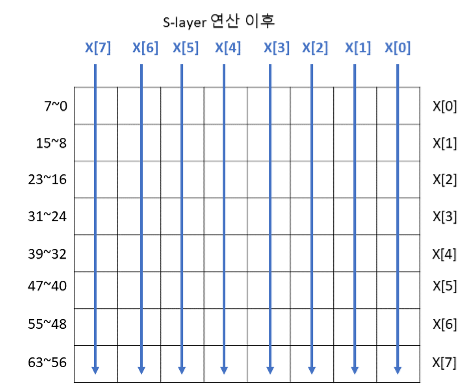 S-layer 연산 이후
X[7] X[6] X[5] X[4] X[3] X[2] X[1] X[0]
7~0 X[0]
15~8 X[1]
23~16 X[2]
31~24 X[3]
39~32 X[4]
47~40 X[5]
55~48 X[6]
63~56 X[7]